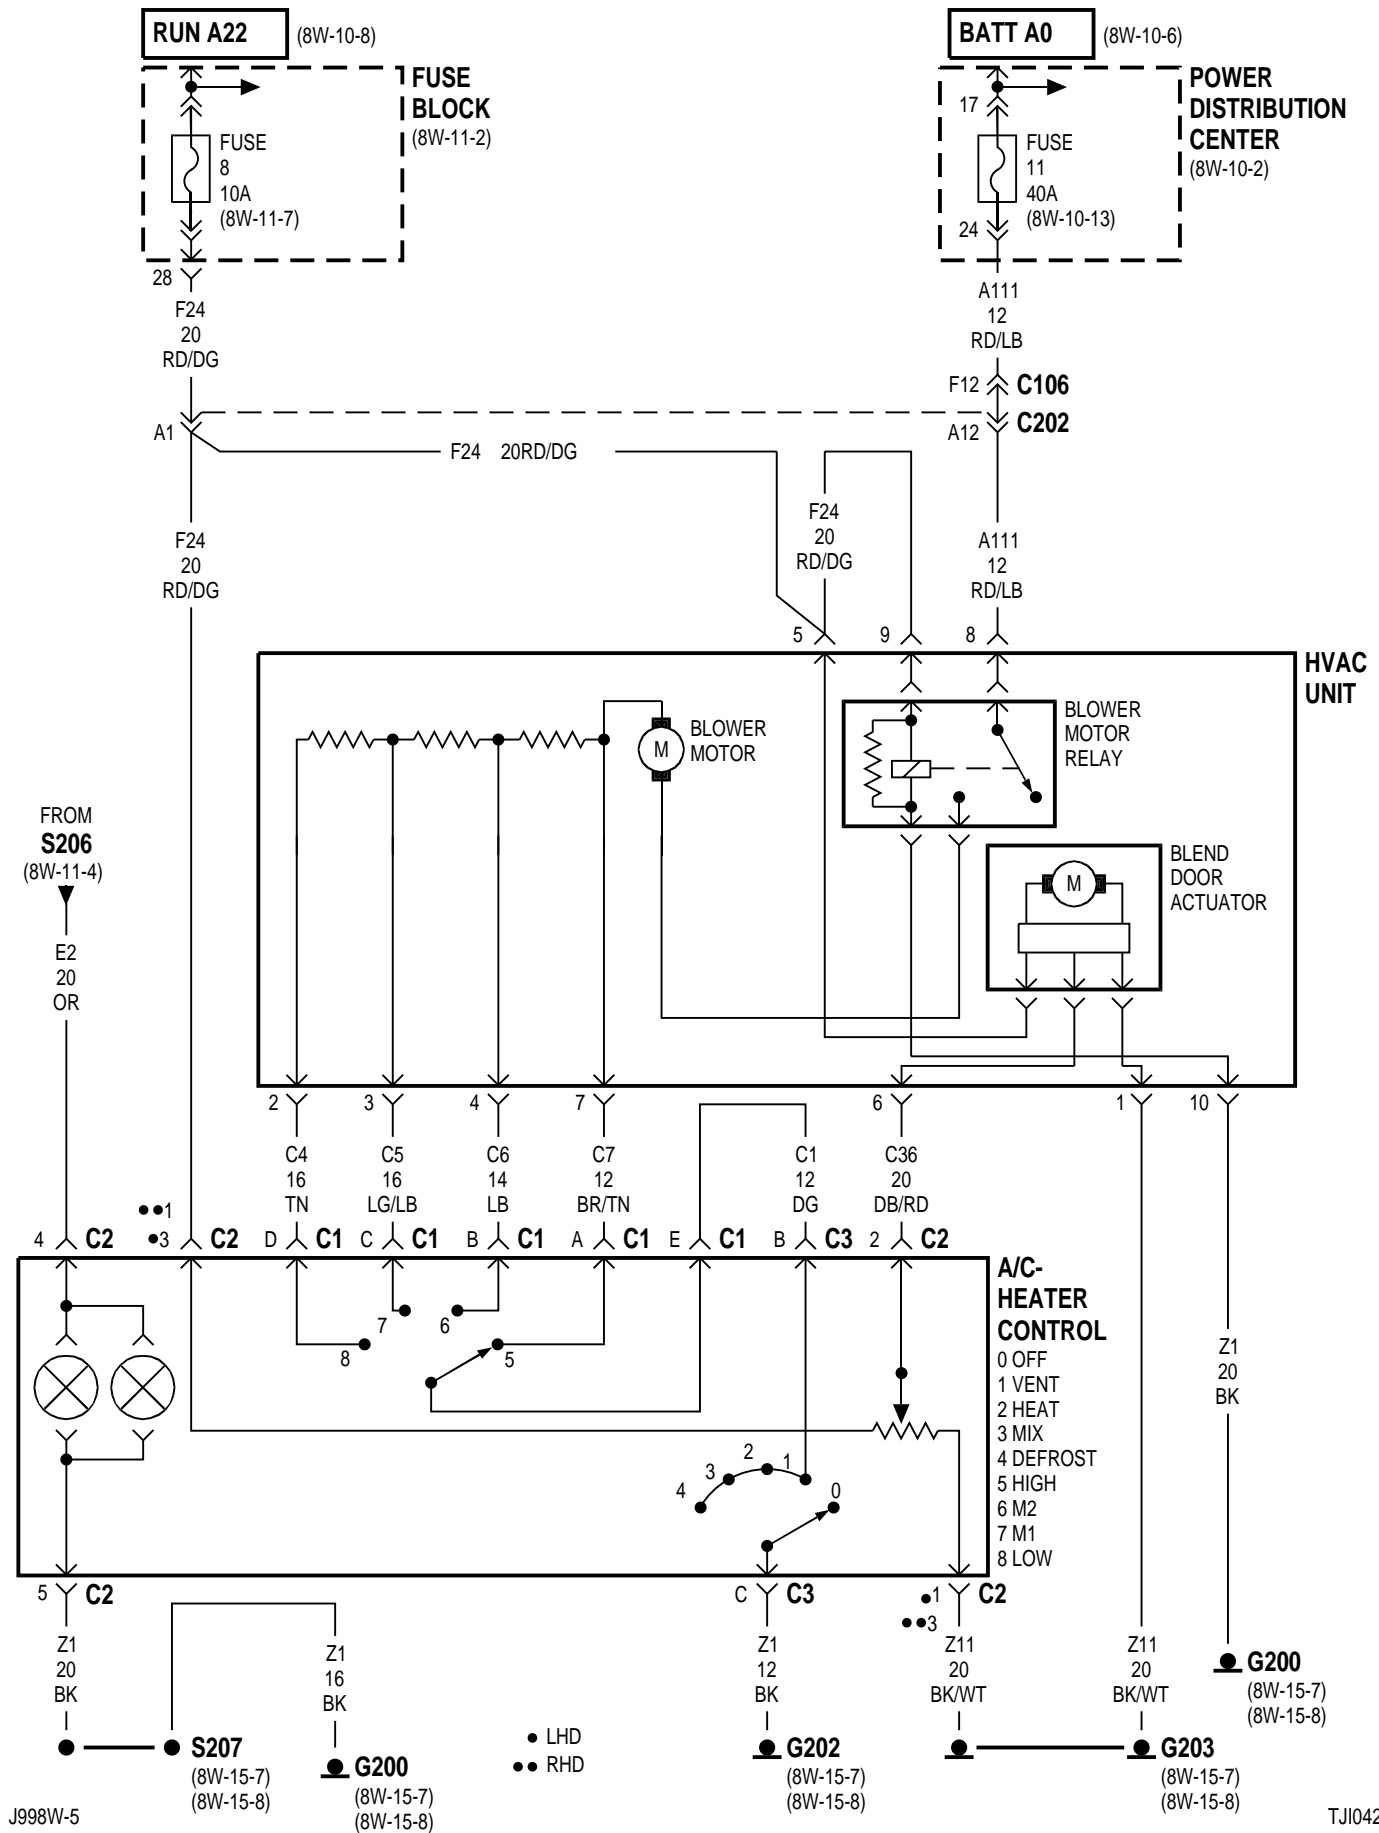 RUN A22
(8W-10-8)
BATT A0
(8W-10-6)
FUSE
BLOCK
(8W-11-2)
FUSE
8
10A
(8W-11-7)
28
F24
20
RD/DG
17
FUSE
11
40A
(8W-10-13)
24
POWER
DISTRIBUTION
CENTER
(8W-10-2)
A111
12
RD/LB
F12
C106
A1
A12
C202
F24 20RD/DG
F24
20
RD/DG
F24
20
RD/DG
A111
12
RD/LB
5
9
8
HVAC
UNIT
M
BLOWER
MOTOR
BLOWER
MOTOR
RELAY
M
BLEND
DOOR
ACTUATOR
FROM
S206
(8W-11-4)
E2
20
OR
2
3
4
7
6
1
10
C4
16
TN
C5
16
LG/LB
C6
14
LB
C7
12
BR/TN
C1
12
DG
C36
20
DB/RD
4
C2
●●1
●3
C2
D
C1
C
C1
B
C1
A
C1
E
C1
B
C3
2
C2
8
7
6
5
4
3
2
1
0
A/C-
HEATER
CONTROL
0 OFF
1 VENT
2 HEAT
3 MIX
4 DEFROST
5 HIGH
6 M2
7 M1
8 LOW
Z1
20
BK
5
C2
C
C3
●1
●●3
C2
Z1
20
BK
Z1
16
BK
Z1
12
BK
Z11
20
BK/WT
Z11
20
BK/WT
G200
(8W-15-7)
(8W-15-8)
S207
(8W-15-7)
(8W-15-8)
G200
(8W-15-7)
(8W-15-8)
● LHD
●● RHD
G202
(8W-15-7)
(8W-15-8)
G203
(8W-15-7)
(8W-15-8)
J998W-5
TJI042